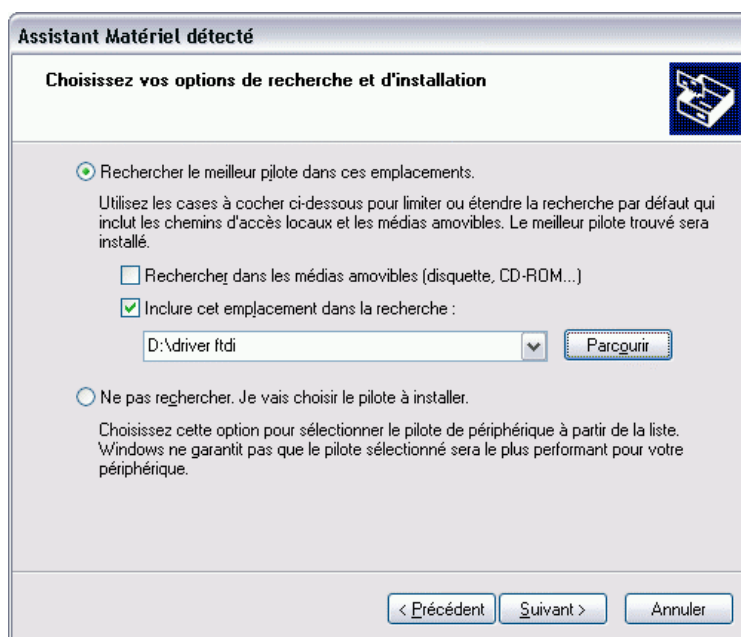 Assistant Matériel détecté
Choisissez vos options de recherche et d'installation
Rechercher le meilleur pilote dans ces emplacements.
Utilisez les cases à cocher ci-dessous pour limiter ou étendre la recherche par défaut qui
inclut les chemins d'accès locaux et les médias amovibles. Le meilleur pilote trouvé sera
installé.
Rechercher dans les médias amovibles (disquette, CD-ROM...)
Inclure cet emplacement dans la recherche :
D:\driver ftdi
Parcourir
Ne pas rechercher. Je vais choisir le pilote à installer.
Choisissez cette option pour sélectionner le pilote de périphérique à partir de la liste.
Windows ne garantit pas que le pilote sélectionné sera le plus performant pour votre
périphérique.
< Précédent
Suivant >
Annuler